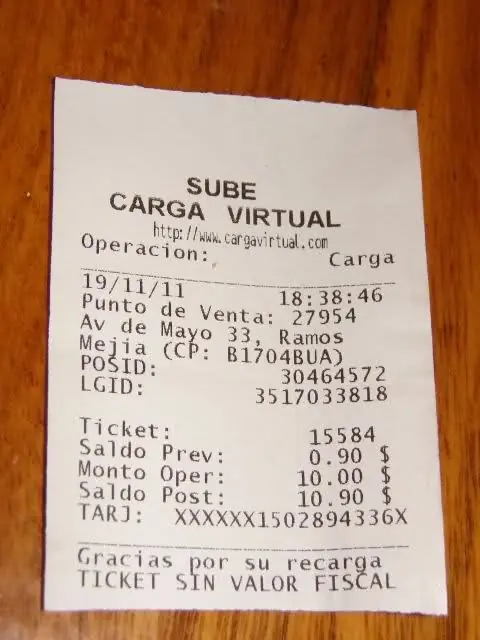 SUBE
CARGA VIRTUAL
http://www.cargavirtual.com
Operacion: Carga
19/11/11 18:38:46
Punto de Venta: 27954
Av de Mayo 33, Ramos
Mejia (CP: B1704BUA)
POSID: 30464572
LGID: 3517033818
Ticket: 15584
Saldo Prev: 0.90 $
Monto Oper: 10.00 $
Saldo Post: 10.90 $
TARJ: XXXXXX1502894336X
Gracias por su recarga
TICKET SIN VALOR FISCAL